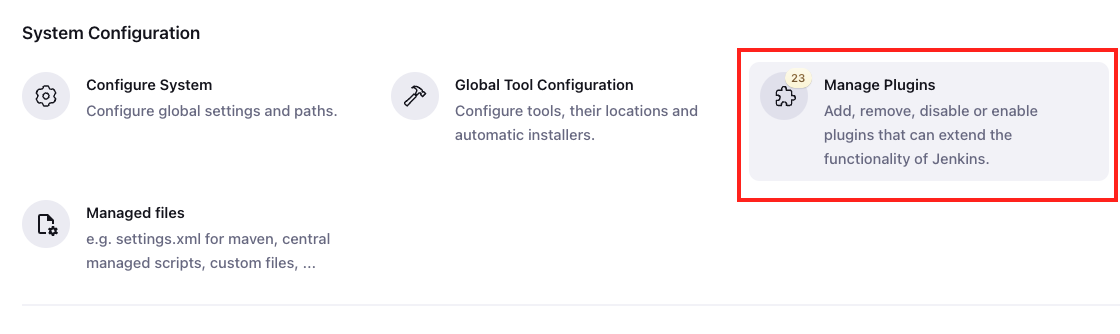 System Configuration
Configure System
Configure global settings and paths.
Global Tool Configuration
Configure tools, their locations and
automatic installers.
23
Manage Plugins
Add, remove, disable or enable
plugins that can extend the
functionality of Jenkins.
Managed files
e.g. settings.xml for maven, central
managed scripts, custom files, ...